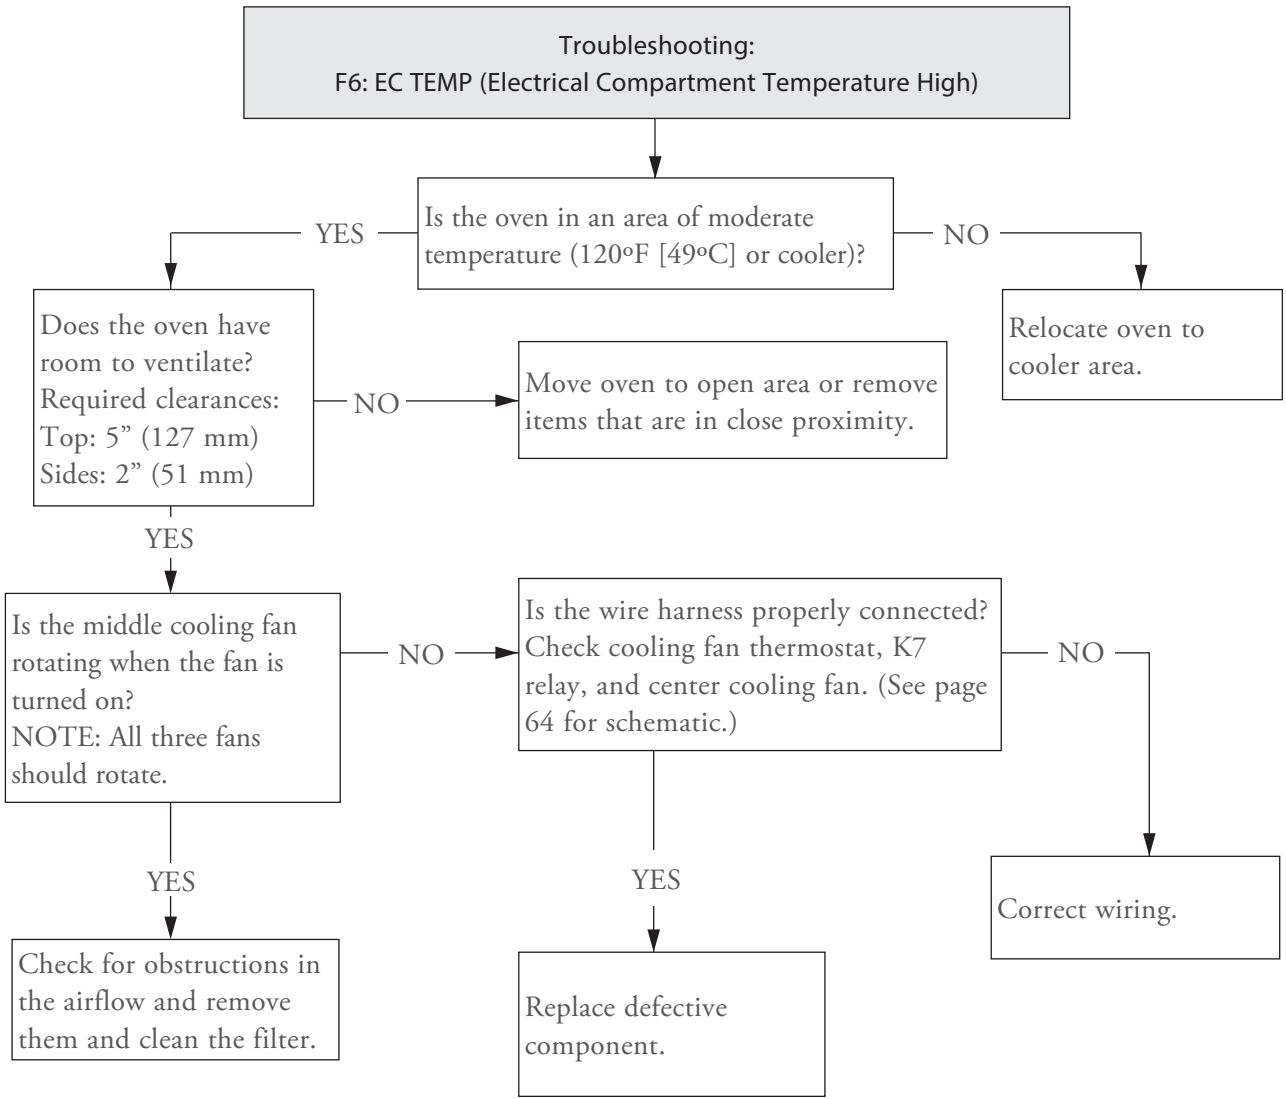 Troubleshooting:
F6: EC TEMP (Electrical Compartment Temperature High)
Is the oven in an area of moderate
temperature (120ºF [49ºC] or cooler)?
YES
NO
Does the oven have
room to ventilate?
Required clearances:
Top: 5” (127 mm)
Sides: 2” (51 mm)
Relocate oven to
cooler area.
NO
Move oven to open area or remove
items that are in close proximity.
YES
Is the middle cooling fan
rotating when the fan is
turned on?
NOTE: All three fans
should rotate.
NO
Is the wire harness properly connected?
Check cooling fan thermostat, K7
relay, and center cooling fan. (See page
64 for schematic.)
NO
YES
YES
Correct wiring.
Check for obstructions in
the airflow and remove
them and clean the filter.
Replace defective
component.